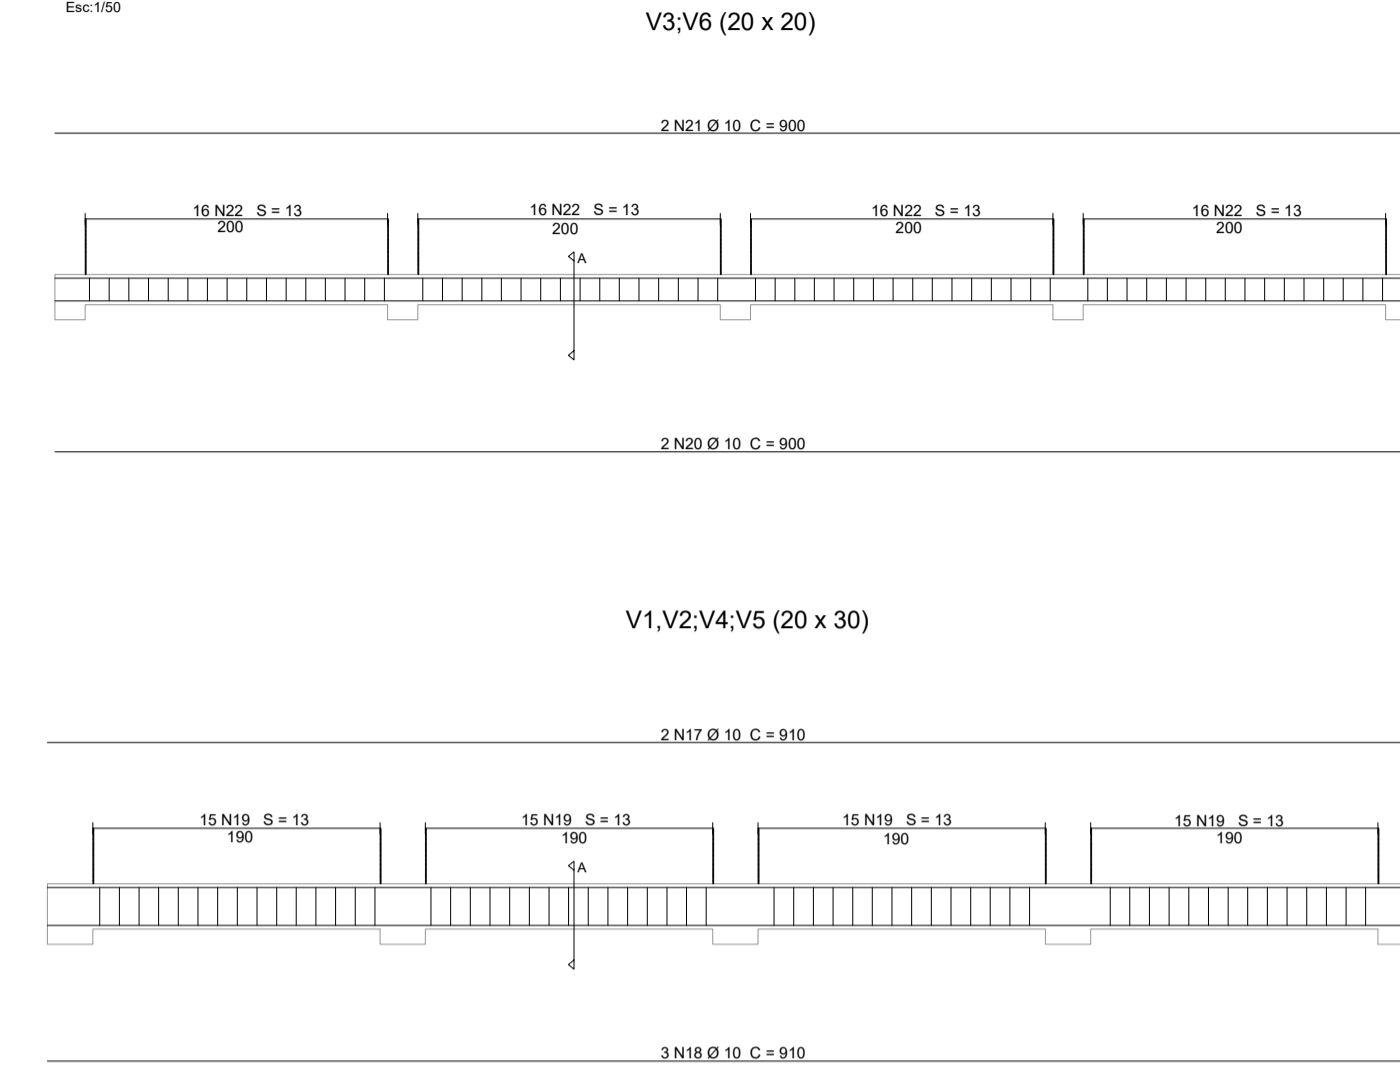 Esc:1/50
V3;V6 (20 x 20)
2 N21 Ø 10 C = 900
16 N22 S = 13
200
16 N22 S = 13
200
16 N22 S = 13
200
16 N22 S = 13
200
A
2 N20 Ø 10 C = 900
V1,V2;V4;V5 (20 x 30)
2 N17 Ø 10 C = 910
15 N19 S = 13
190
15 N19 S = 13
190
15 N19 S = 13
190
15 N19 S = 13
190
A
3 N18 Ø 10 C = 910